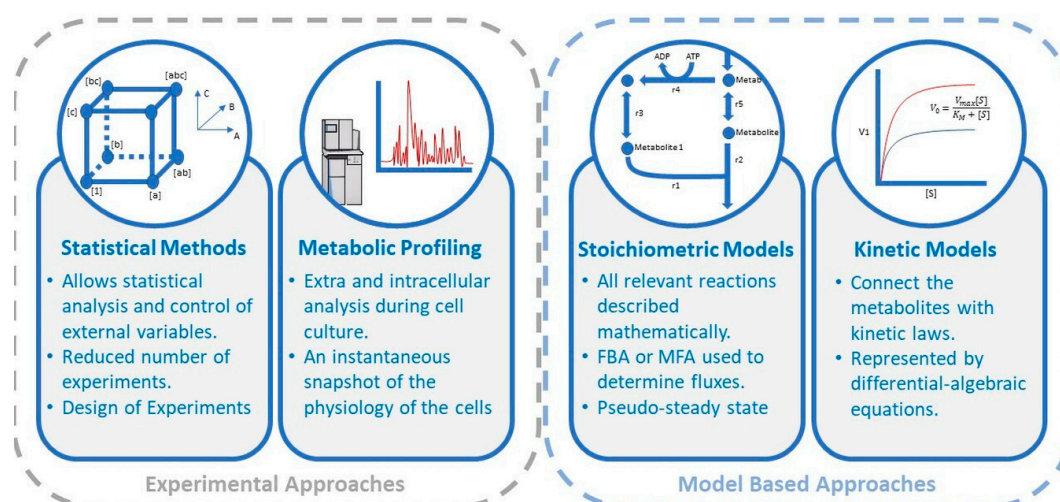 [bc]
[abc]
[c]
[b]
[ab]
[1]
[a]
C
B
A
Statistical Methods
• Allows statistical
analysis and control of
external variables.
• Reduced number of
experiments.
• Design of Experiments
Metabolic Profiling
• Extra and intracellular
analysis during cell
culture.
• An instantaneous
snapshot of the
physiology of the cells
Experimental Approaches
ADP
ATP
r4
Metab
r3
r5
Metabolite 1
Metabolite
r2
r1
Stoichiometric Models
• All relevant reactions
described
mathematically.
• FBA or MFA used to
determine fluxes.
• Pseudo-steady state
V1
V₀ = Vmax[S] / KM + [S]
[S]
Kinetic Models
• Connect the
metabolites with
kinetic laws.
• Represented by
differential-algebraic
equations.
Model Based Approaches